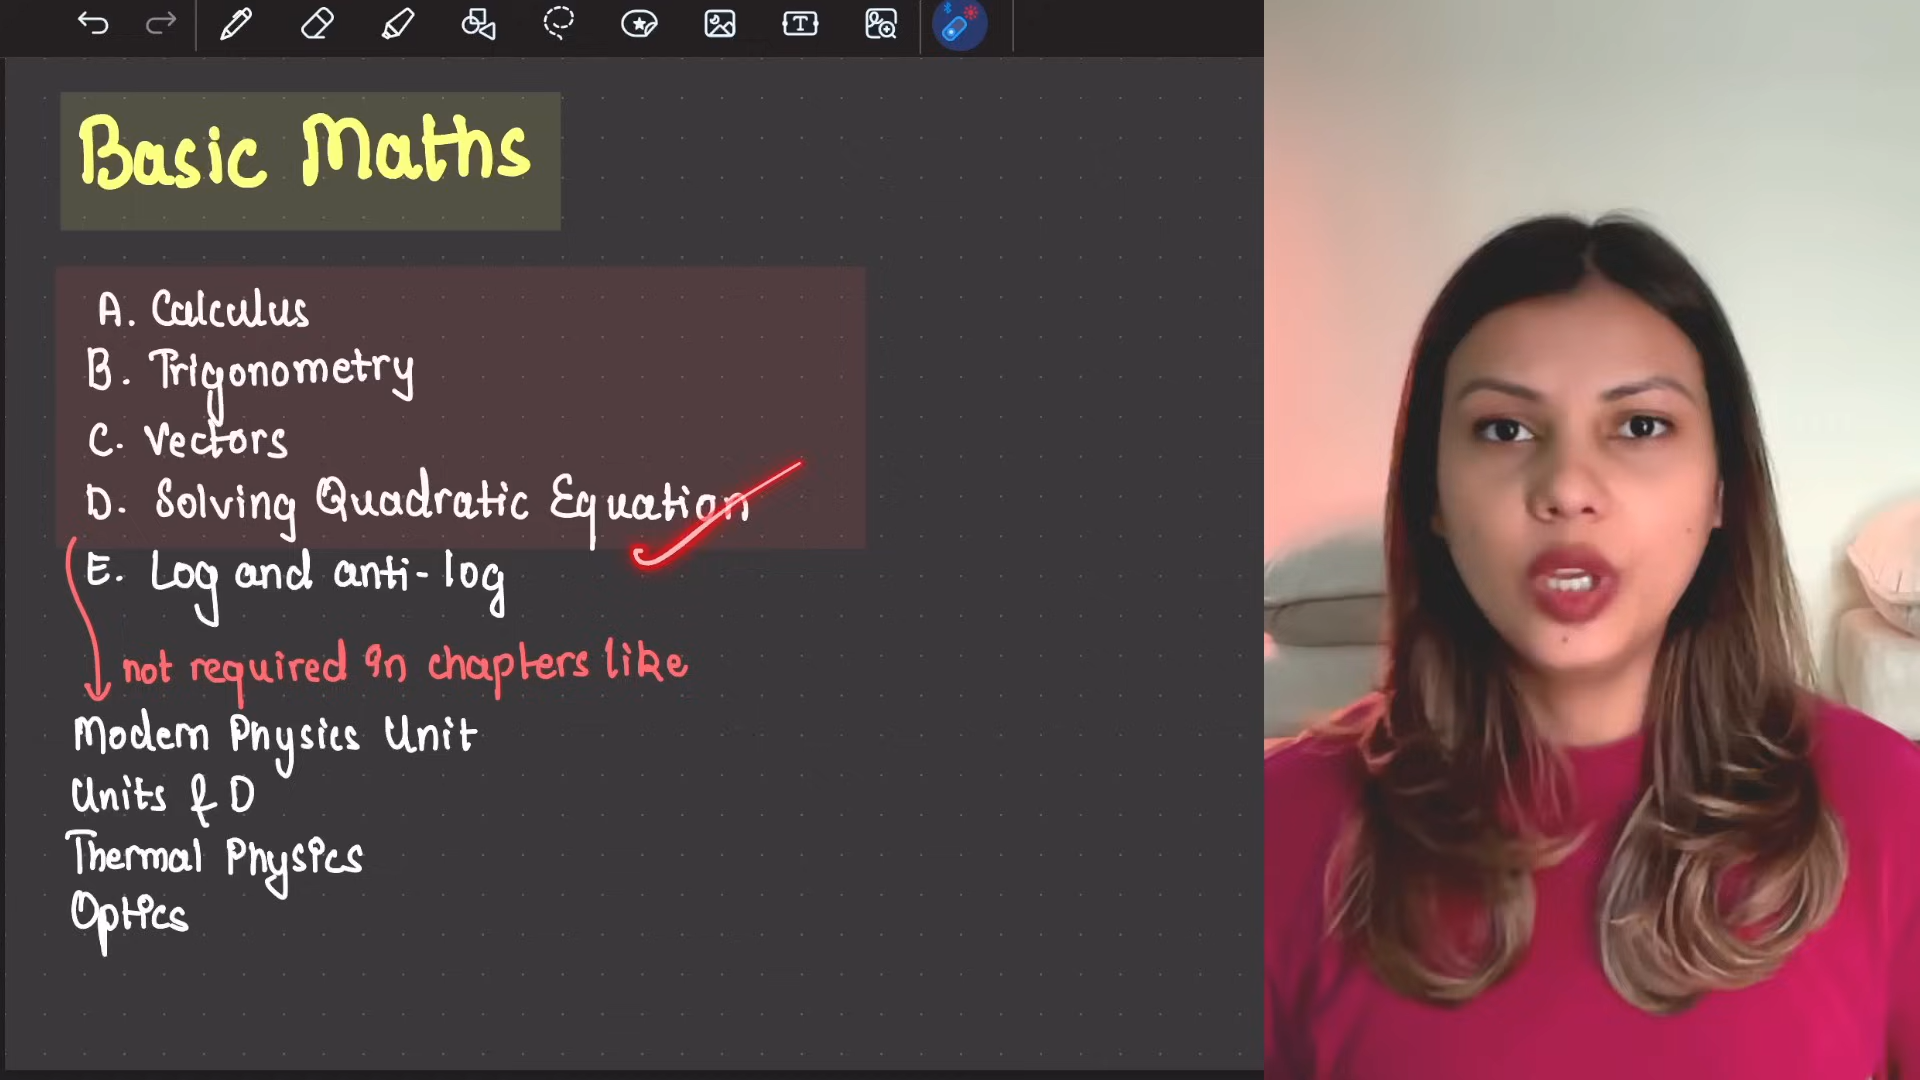 Basic Maths
A. Calculus
B. Trigonometry
C. Vectors
D. Solving Quadratic Equation
E. Log and anti-log
not required in chapters like
Modern Physics Unit
Units & D
Thermal Physics
Optics